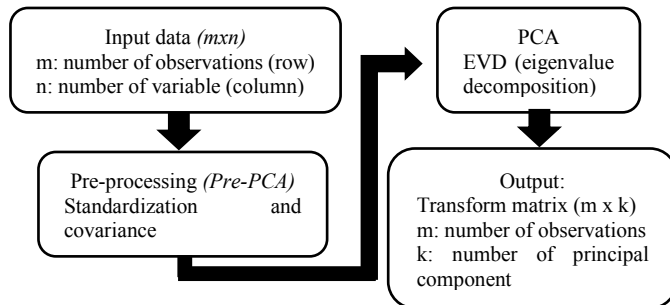 Input data (mxn)
m: number of observations (row)
n: number of variable (column)
Pre-processing (Pre-PCA)
Standardization and
covariance
PCA
EVD (eigenvalue
decomposition)
Output:
Transform matrix (m x k)
m: number of observations
k: number of principal
component